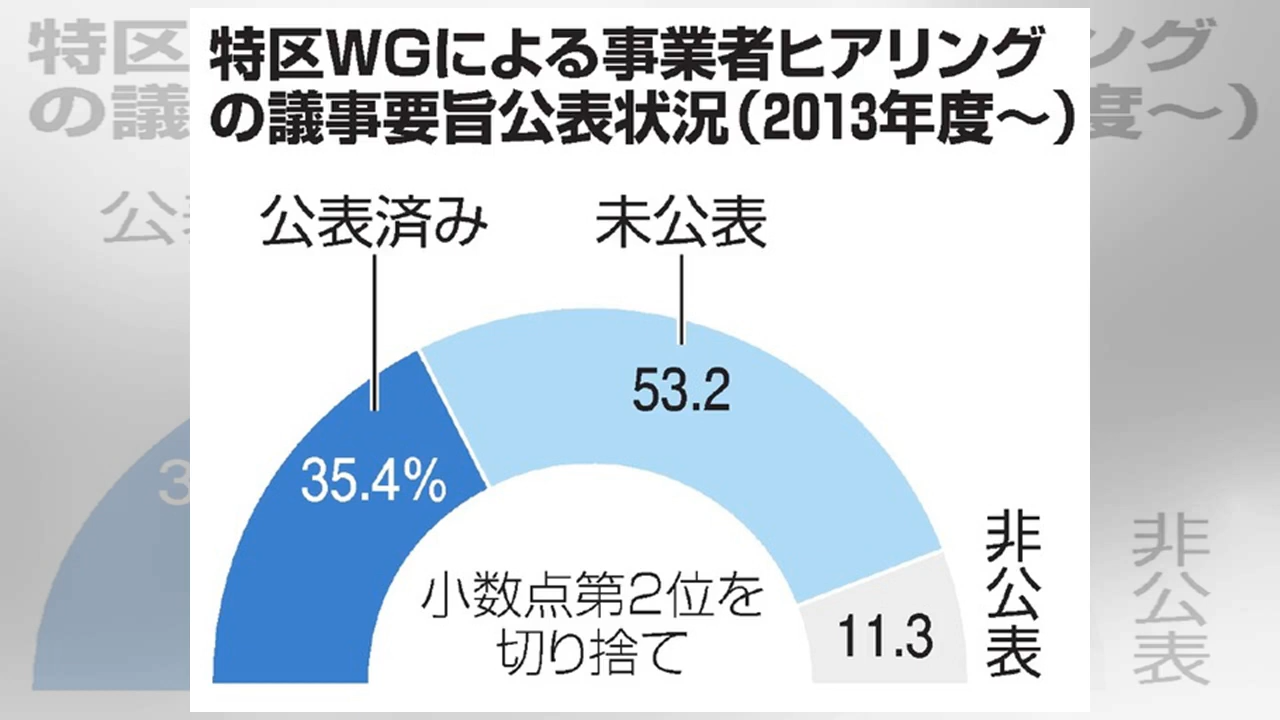 特区WGによる事業者ヒアリング
の議事要旨公表状況（2013年度～）
公表済み
未公表
53.2
35.4%
非公表
小数点第2位を
切り捨て
11.3